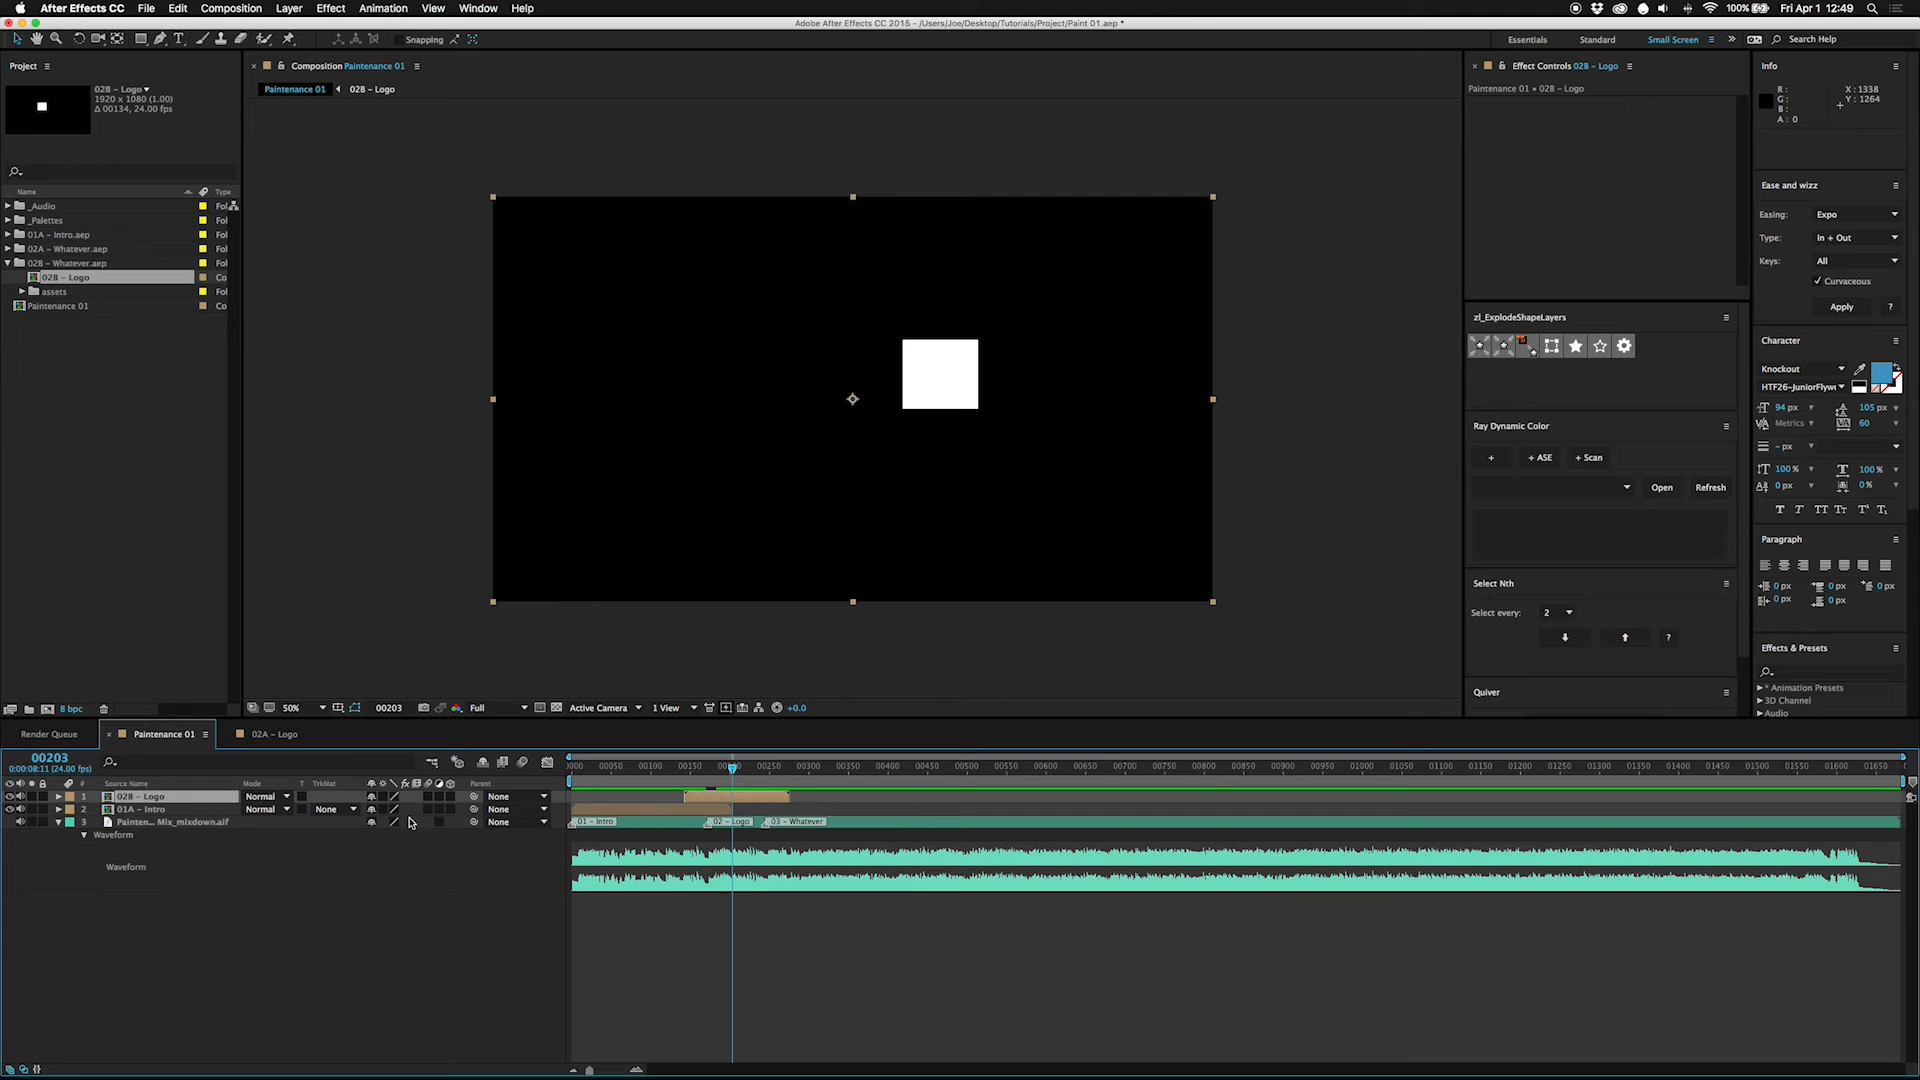 After Effects CC File Edit Composition Layer Effect Animation View Window Help 100% Fri Apr 1 12:49
Adobe After Effects CC 2015 - /Users/Joe/Desktop/Tutorials/Project/Paint 01.aep *
Snapping Essentials Standard Small Screen Search Help
Project
02B - Logo
1920 x 1080 (1.00)
Δ 00134, 24.00 fps
Name Type
_Audio Fol
_Palettes Fol
01A - Intro.aep Fol
02A - Whatever.aep Fol
02B - Whatever.aep Fol
02B - Logo Co
assets Fol
Paintenance 01 Co
8 bpc
Composition Paintenance 01
Paintenance 01 02B - Logo
50% 00203 Full Active Camera 1 View +0.0
Effect Controls 02B - Logo
Paintenance 01 • 02B - Logo
zl_ExplodeShapeLayers
Ray Dynamic Color
+ + ASE + Scan
Open Refresh
Select Nth
Select every: 2
?
Quiver
Info
R: X: 1338
G: Y: 1264
B:
A: 0
Ease and wizz
Easing: Expo
Type: In + Out
Keys: All
Curvaceous
Apply ?
Character
Knockout
HTF26-JuniorFlyw
94 px 105 px
Metrics 60
- px
100% 100%
0 px 0%
T T TT Tт T¹ T₁
Paragraph
0 px 0 px 0 px
0 px 0 px
Effects & Presets
* Animation Presets
3D Channel
Audio
Render Queue Paintenance 01 02A - Logo
00203
0:00:08:11 (24.00 fps)
# Source Name Mode T TrkMat Parent
1 02B - Logo Normal None
2 01A - Intro Normal None None
3 Painten... Mix_mixdown.aif None
Waveform
Waveform
0000 00050 00100 00150 00200 00250 00300 00350 00400 00450 00500 00550 00600 00650 00700 00750 00800 00850 00900 00950 01000 01050 01100 01150 01200 01250 01300 01350 01400 01450 01500 01550 01600 01650
01 - Intro 02 - Logo 03 - Whatever